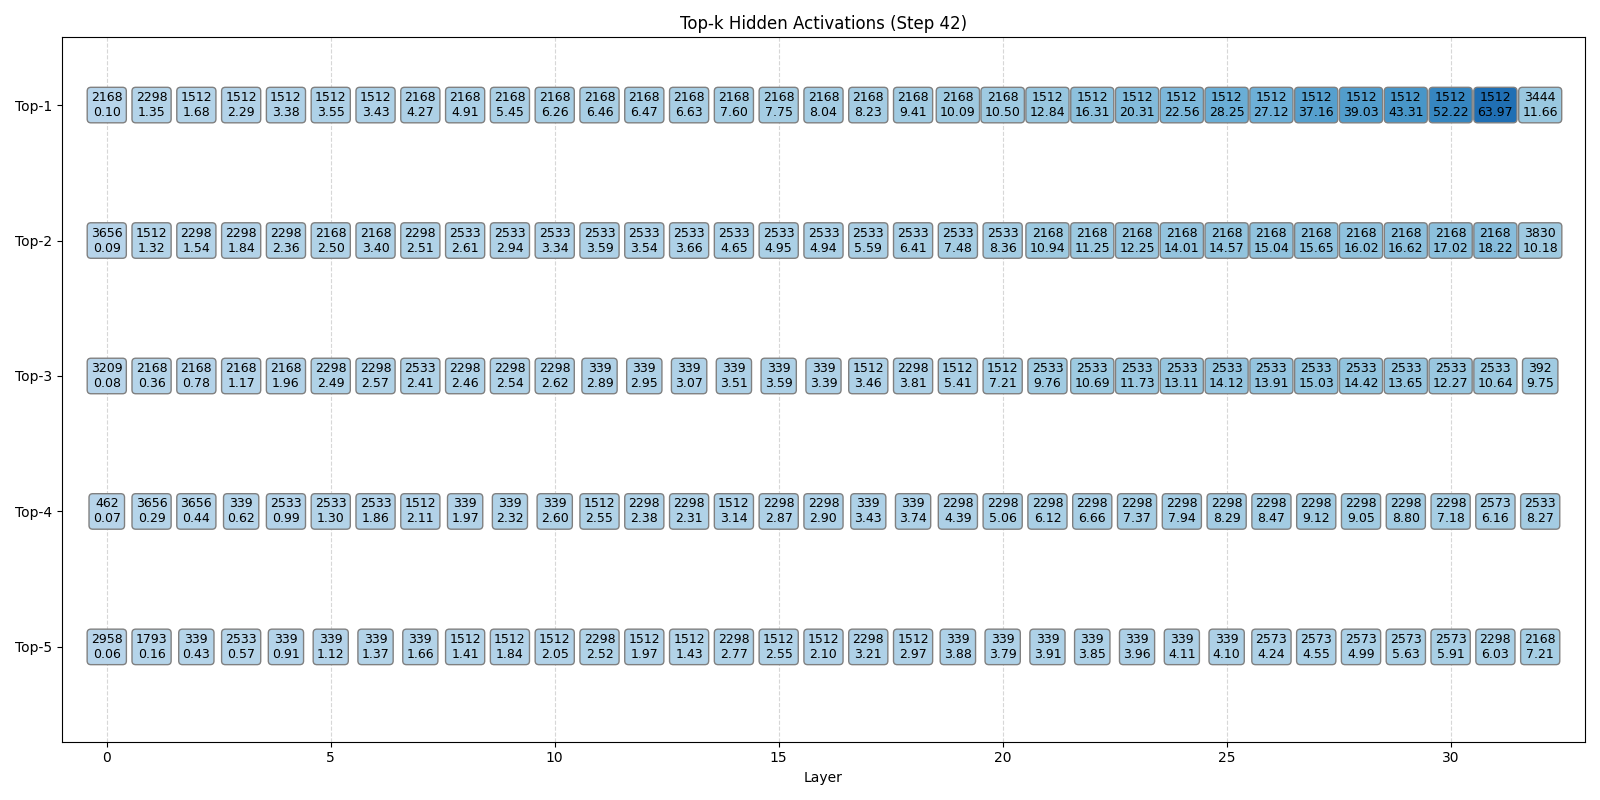 Top-k Hidden Activations (Step 42)
Top-1
2168 2298 1512 1512 1512 1512 1512 2168 2168 2168 2168 2168 2168 2168 2168 2168 2168 2168 2168 2168 2168 1512 1512 1512 1512 1512 1512 1512 1512 1512 1512 1512 3444
0.10 1.35 1.68 2.29 3.38 3.55 3.43 4.27 4.91 5.45 6.26 6.46 6.47 6.63 7.60 7.75 8.04 8.23 9.41 10.09 10.50 12.84 16.31 20.31 22.56 28.25 27.12 37.16 39.03 43.31 52.22 63.97 11.66
Top-2
3656 1512 2298 2298 2298 2168 2168 2298 2533 2533 2533 2533 2533 2533 2533 2533 2533 2533 2533 2533 2533 2168 2168 2168 2168 2168 2168 2168 2168 2168 2168 2168 3830
0.09 1.32 1.54 1.84 2.36 2.50 3.40 2.51 2.61 2.94 3.34 3.59 3.54 3.66 4.65 4.95 4.94 5.59 6.41 7.48 8.36 10.94 11.25 12.25 14.01 14.57 15.04 15.65 16.02 16.62 17.02 18.22 10.18
Top-3
3209 2168 2168 2168 2168 2298 2298 2533 2298 2298 2298 339 339 339 339 339 339 1512 2298 1512 1512 2533 2533 2533 2533 2533 2533 2533 2533 2533 2533 2533 392
0.08 0.36 0.78 1.17 1.96 2.49 2.57 2.41 2.46 2.54 2.62 2.89 2.95 3.07 3.51 3.59 3.39 3.46 3.81 5.41 7.21 9.76 10.69 11.73 13.11 14.12 13.91 15.03 14.42 13.65 12.27 10.64 9.75
Top-4
462 3656 3656 339 2533 2533 2533 1512 339 339 339 1512 2298 2298 1512 2298 2298 339 339 2298 2298 2298 2298 2298 2298 2298 2298 2298 2298 2298 2298 2573 2533
0.07 0.29 0.44 0.62 0.99 1.30 1.86 2.11 1.97 2.32 2.60 2.55 2.38 2.31 3.14 2.87 2.90 3.43 3.74 4.39 5.06 6.12 6.66 7.37 7.94 8.29 8.47 9.12 9.05 8.80 7.18 6.16 8.27
Top-5
2958 1793 339 2533 339 339 339 339 1512 1512 1512 2298 1512 1512 2298 1512 1512 2298 1512 339 339 339 339 339 339 339 2573 2573 2573 2573 2573 2298 2168
0.06 0.16 0.43 0.57 0.91 1.12 1.37 1.66 1.41 1.84 2.05 2.52 1.97 1.43 2.77 2.55 2.10 3.21 2.97 3.88 3.79 3.91 3.85 3.96 4.11 4.10 4.24 4.55 4.99 5.63 5.91 6.03 7.21
0 5 10 15 20 25 30
Layer